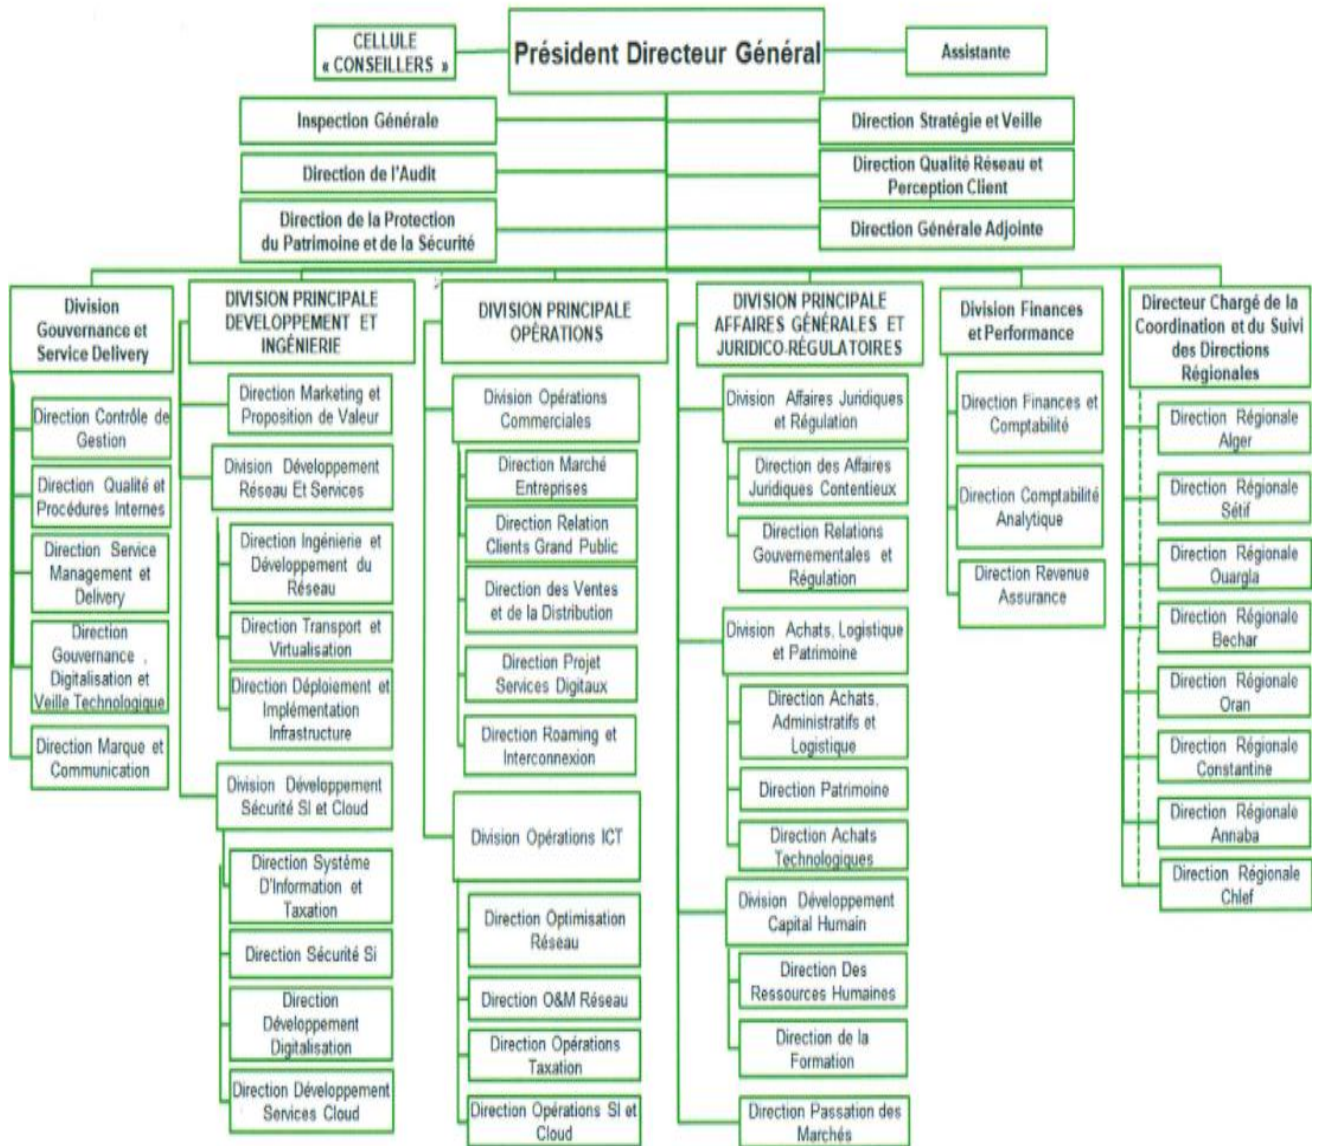 CELLULE
« CONSEILLERS »
Président Directeur Général
Assistante
Inspection Générale
Direction Stratégie et Veille
Direction de l'Audit
Direction Qualité Réseau et
Perception Client
Direction de la Protection
du Patrimoine et de la Sécurité
Direction Générale Adjointe
Division
Gouvernance et
Service Delivery
Direction Contrôle de
Gestion
Direction Qualité et
Procédures Internes
Direction Service
Management et
Delivery
Direction
Gouvernance ,
Digitalisation et
Veille Technologique
Direction Marque et
Communication
DIVISION PRINCIPALE
DEVELOPPEMENT ET
INGÉNIERIE
Direction Marketing et
Proposition de Valeur
Division Développement
Réseau Et Services
Direction Ingénierie et
Développement du
Réseau
Direction Transport et
Virtualisation
Direction Déploiement et
Implémentation
Infrastructure
Division Développement
Sécurité SI et Cloud
Direction Système
D'Information et
Taxation
Direction Sécurité Si
Direction
Développement
Digitalisation
Direction Développement
Services Cloud
DIVISION PRINCIPALE
OPÉRATIONS
Division Opérations
Commerciales
Direction Marché
Entreprises
Direction Relation
Clients Grand Public
Direction des Ventes
et de la Distribution
Direction Projet
Services Digitaux
Direction Roaming et
Interconnexion
Division Opérations ICT
Direction Optimisation
Réseau
Direction O&M Réseau
Direction Opérations
Taxation
Direction Opérations SI et
Cloud
DIVISION PRINCIPALE
AFFAIRES GÉNÉRALES ET
JURIDICO-RÉGULATOIRES
Division Affaires Juridiques
et Régulation
Direction des Affaires
Juridiques Contentieux
Direction Relations
Gouvernementales et
Régulation
Division Achats, Logistique
et Patrimoine
Direction Achats,
Administratifs et
Logistique
Direction Patrimoine
Direction Achats
Technologiques
Division Développement
Capital Humain
Direction Des
Ressources Humaines
Direction de la
Formation
Direction Passation des
Marchés
Division Finances
et Performance
Direction Finances et
Comptabilité
Direction Comptabilité
Analytique
Direction Revenue
Assurance
Directeur Chargé de la
Coordination et du Suivi
des Directions
Régionales
Direction Régionale
Alger
Direction Régionale
Sétif
Direction Régionale
Ouargla
Direction Régionale
Bechar
Direction Régionale
Oran
Direction Régionale
Constantine
Direction Régionale
Annaba
Direction Régionale
Chlef